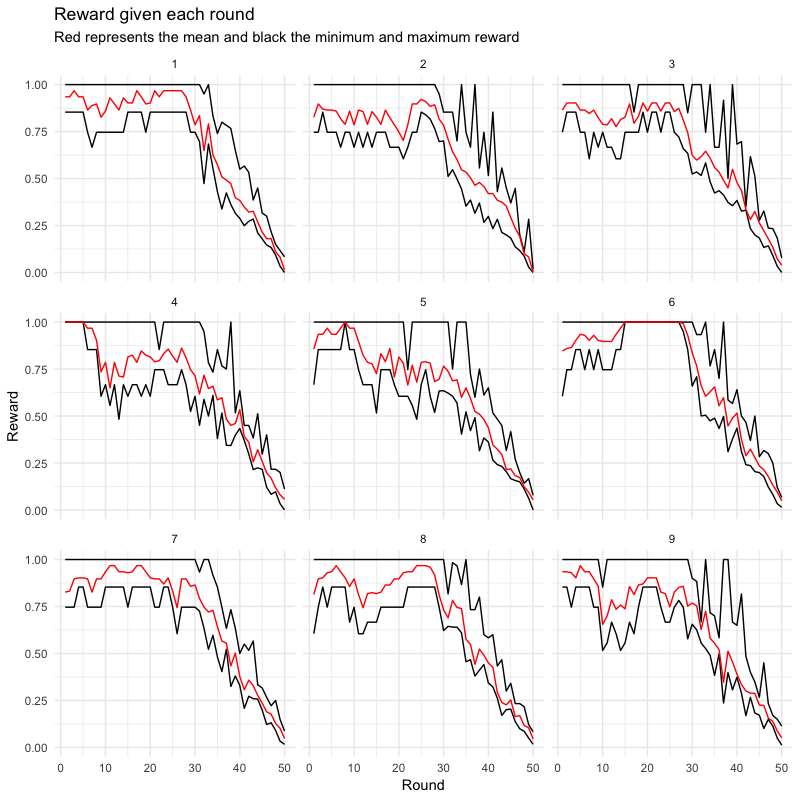 Reward given each round
Red represents the mean and black the minimum and maximum reward
1 2 3
1.00
0.75
0.50
0.25
0.00
4 5 6
1.00
0.75
0.50
0.25
0.00
Reward
7 8 9
1.00
0.75
0.50
0.25
0.00
0 10 20 30 40 50 0 10 20 30 40 50 0 10 20 30 40 50
Round